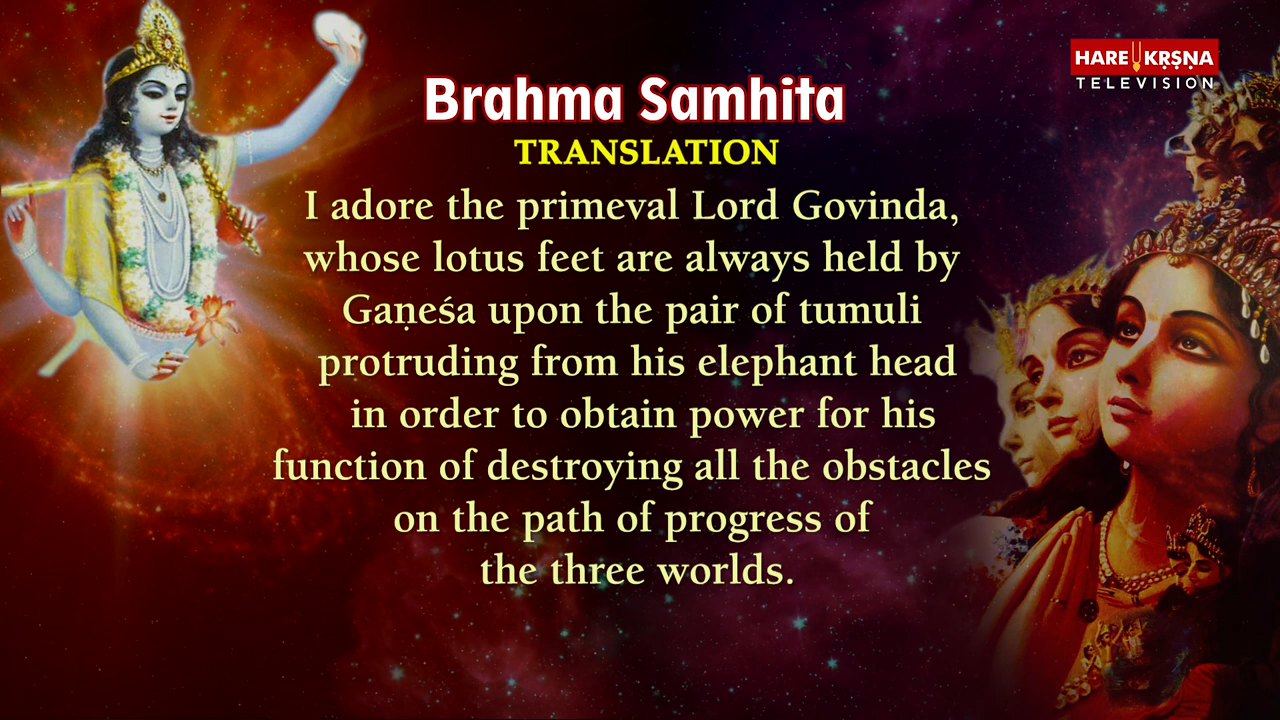 HARE KṚṢṆA
TELEVISION
Brahma Samhita
TRANSLATION
I adore the primeval Lord Govinda,
whose lotus feet are always held by
Gaṇeśa upon the pair of tumuli
protruding from his elephant head
in order to obtain power for his
function of destroying all the obstacles
on the path of progress of
the three worlds.